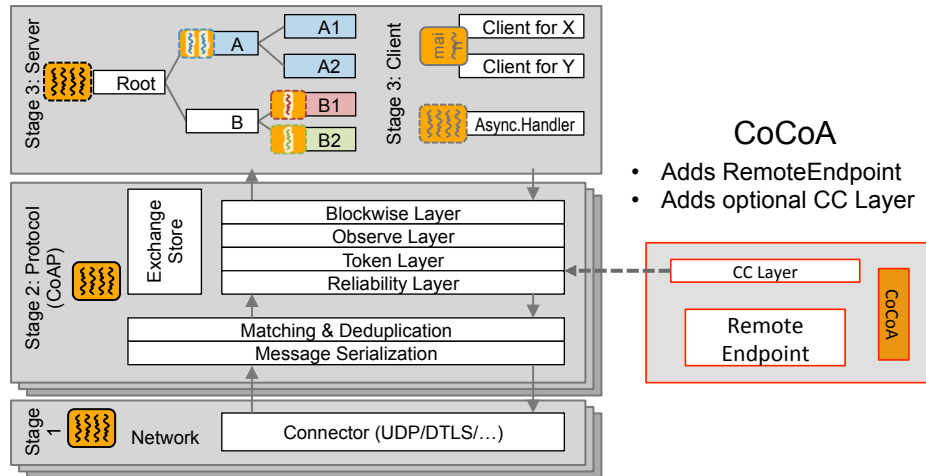 Stage 3: Server
Root
A
B
A1
A2
B1
B2
Stage 3: Client
mai
Client for X
Client for Y
Async.Handler
Stage 2: Protocol
(CoAP)
Exchange
Store
Blockwise Layer
Observe Layer
Token Layer
Reliability Layer
Matching & Deduplication
Message Serialization
Stage
1
Network
Connector (UDP/DTLS/…)
CoCoA
• Adds RemoteEndpoint
• Adds optional CC Layer
CC Layer
Remote
Endpoint
CoCoA